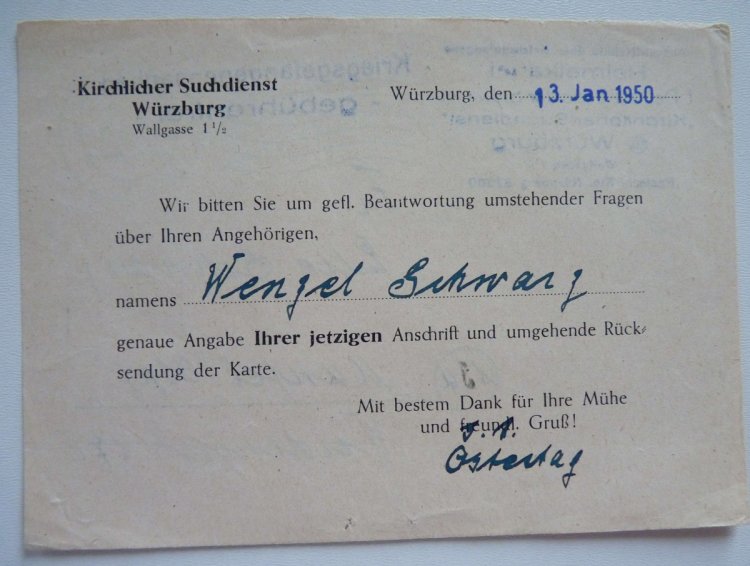 Kirchlicher Suchdienst
Würzburg
Wallgasse 1 1/2
Würzburg, den 13. Jan 1950
Wir bitten Sie um gefl. Beantwortung umstehender Fragen
über Ihren Angehörigen,
namens Wenzel Schwarz
genaue Angabe Ihrer jetzigen Anschrift und umgehende Rück-
sendung der Karte.
Mit bestem Dank für Ihre Mühe
und freundl. Gruß!
Ostertag